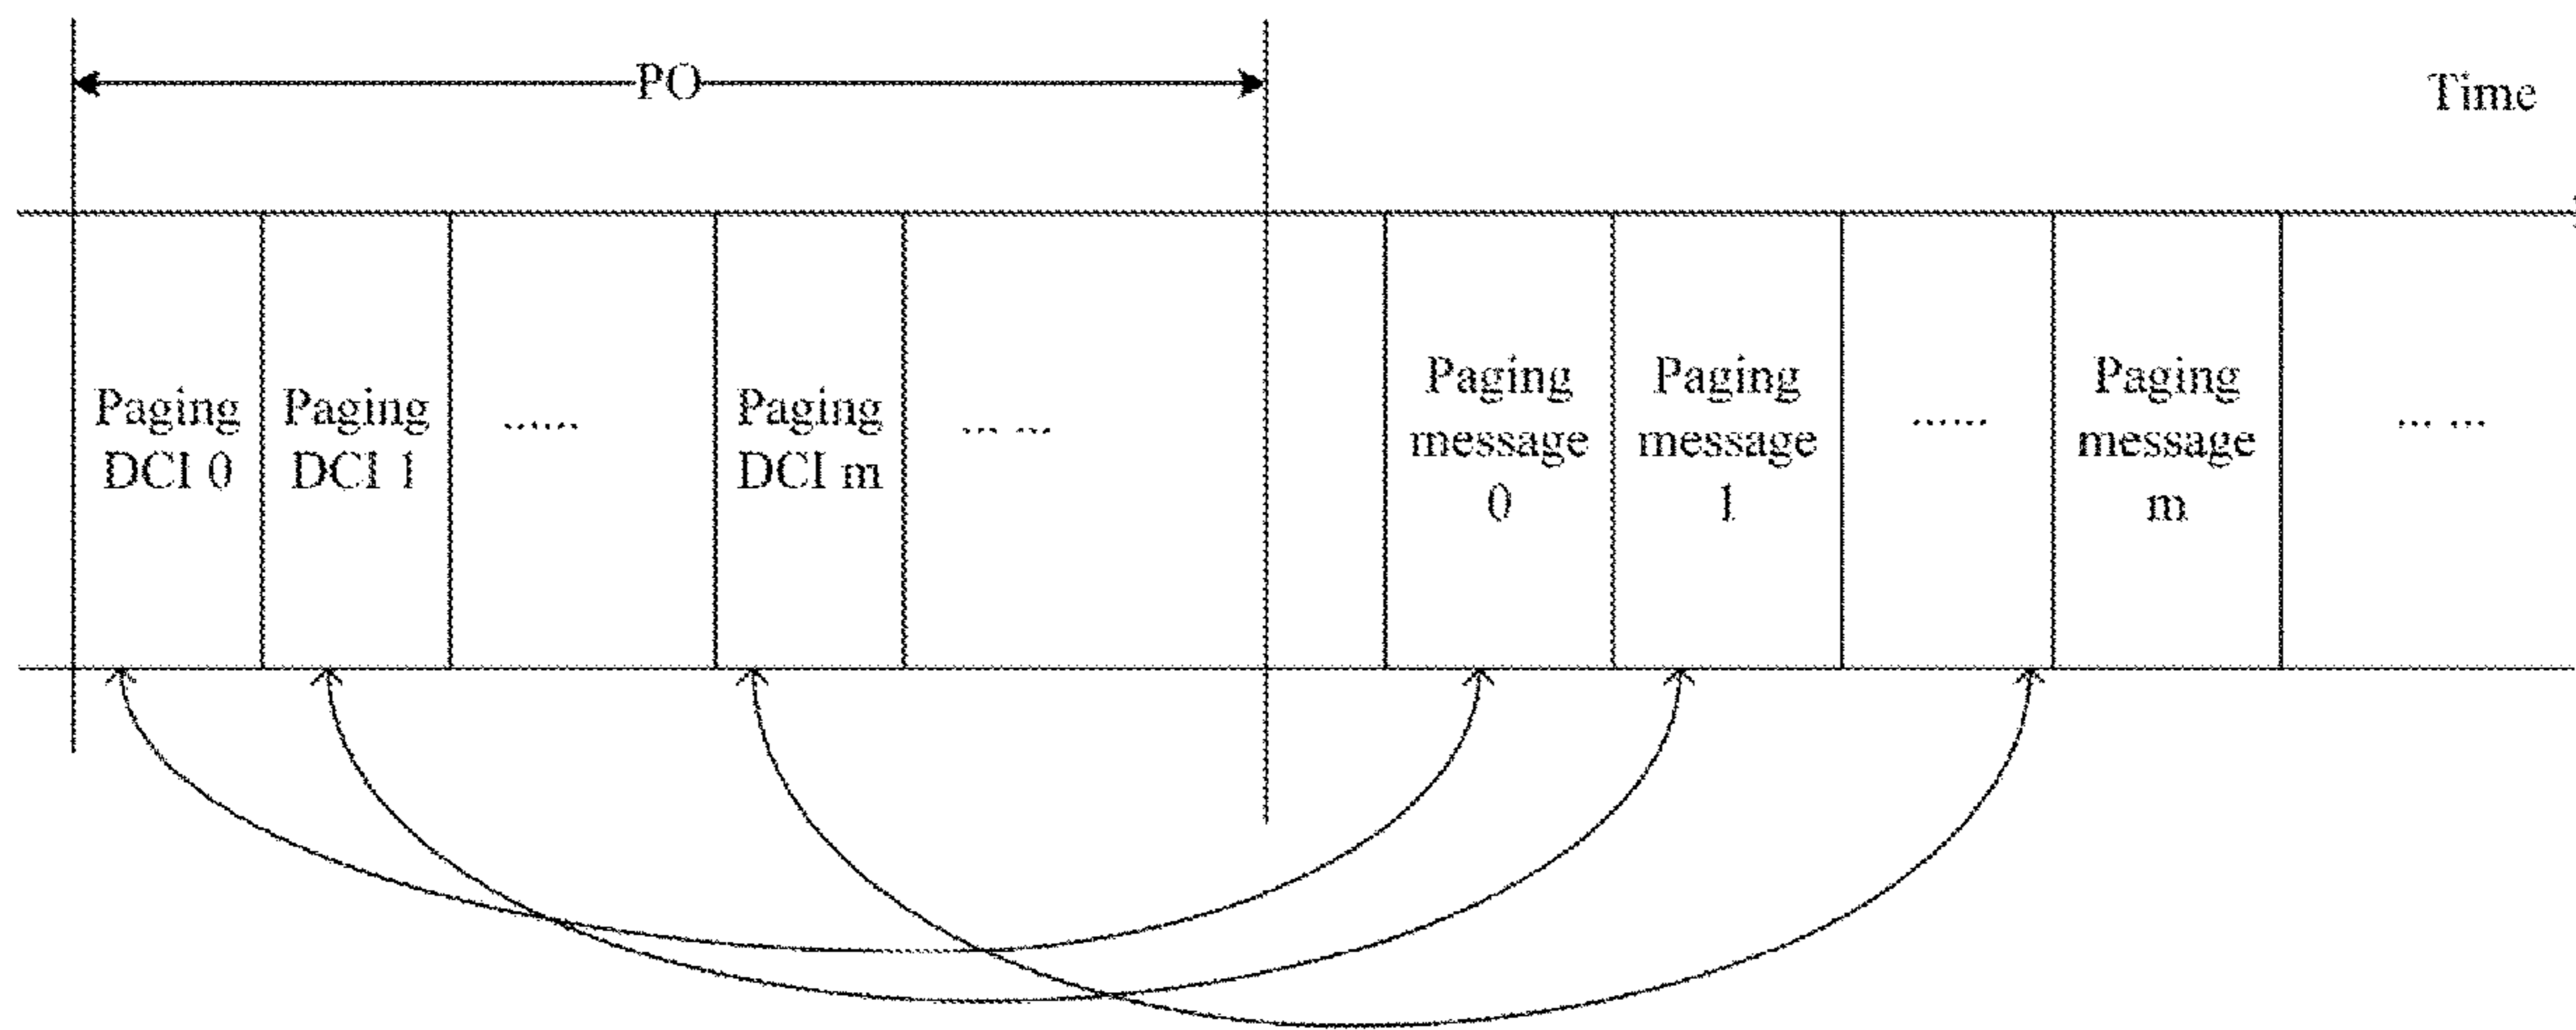 PO
Time
Paging
DCI 0
Paging
DCI 1
......
Paging
DCI m
... ...
Paging
message
0
Paging
message
1
......
Paging
message
m
... ...